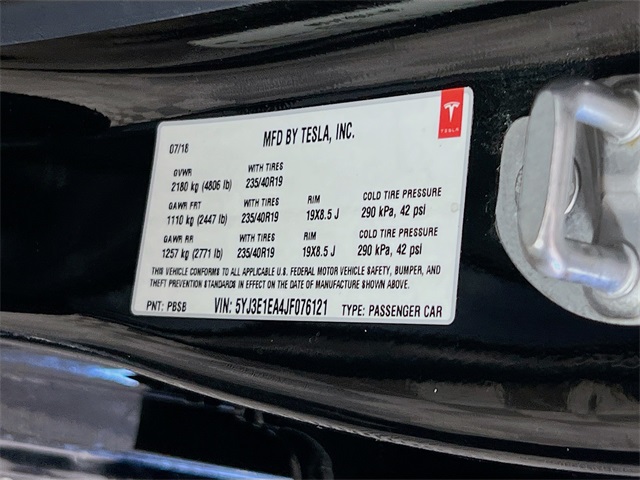 07/18 MFD BY TESLA, INC. TESLA
GVWR WITH TIRES
2180 kg (4806 lb) 235/40R19
GAWR FRT WITH TIRES RIM COLD TIRE PRESSURE
1110 kg (2447 lb) 235/40R19 19X8.5 J 290 kPa, 42 psi
GAWR RR WITH TIRES RIM COLD TIRE PRESSURE
1257 kg (2771 lb) 235/40R19 19X8.5 J 290 kPa, 42 psi
THIS VEHICLE CONFORMS TO ALL APPLICABLE U.S. FEDERAL MOTOR VEHICLE SAFETY, BUMPER, AND
THEFT PREVENTION STANDARDS IN EFFECT ON THE DATE OF MANUFACTURE SHOWN ABOVE.
PNT: PBSB VIN: 5YJ3E1EA4JF076121 TYPE: PASSENGER CAR